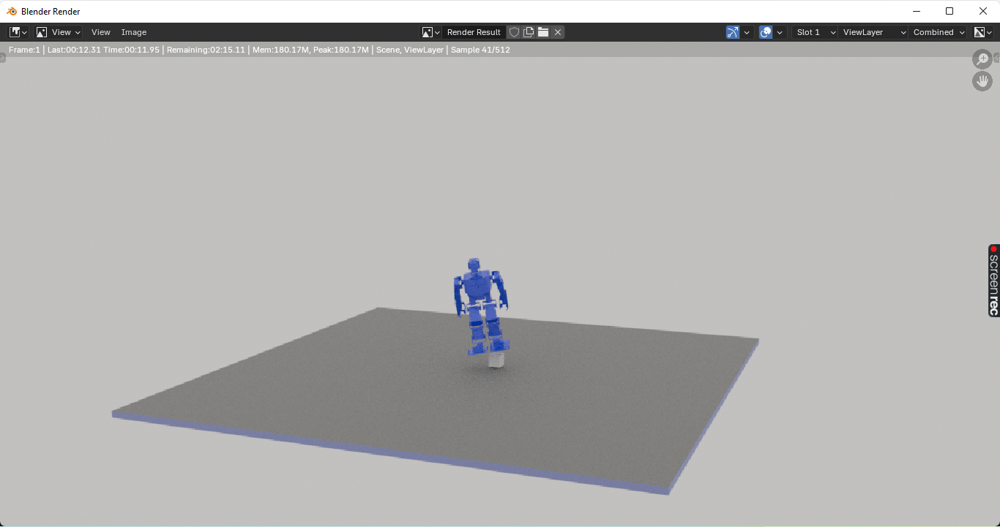 Blender Render
View View Image Render Result Slot 1 ViewLayer Combined
Frame:1 | Last:00:12.31 Time:00:11.95 | Remaining:02:15.11 | Mem:180.17M, Peak:180.17M | Scene, ViewLayer | Sample 41/512
screenrec